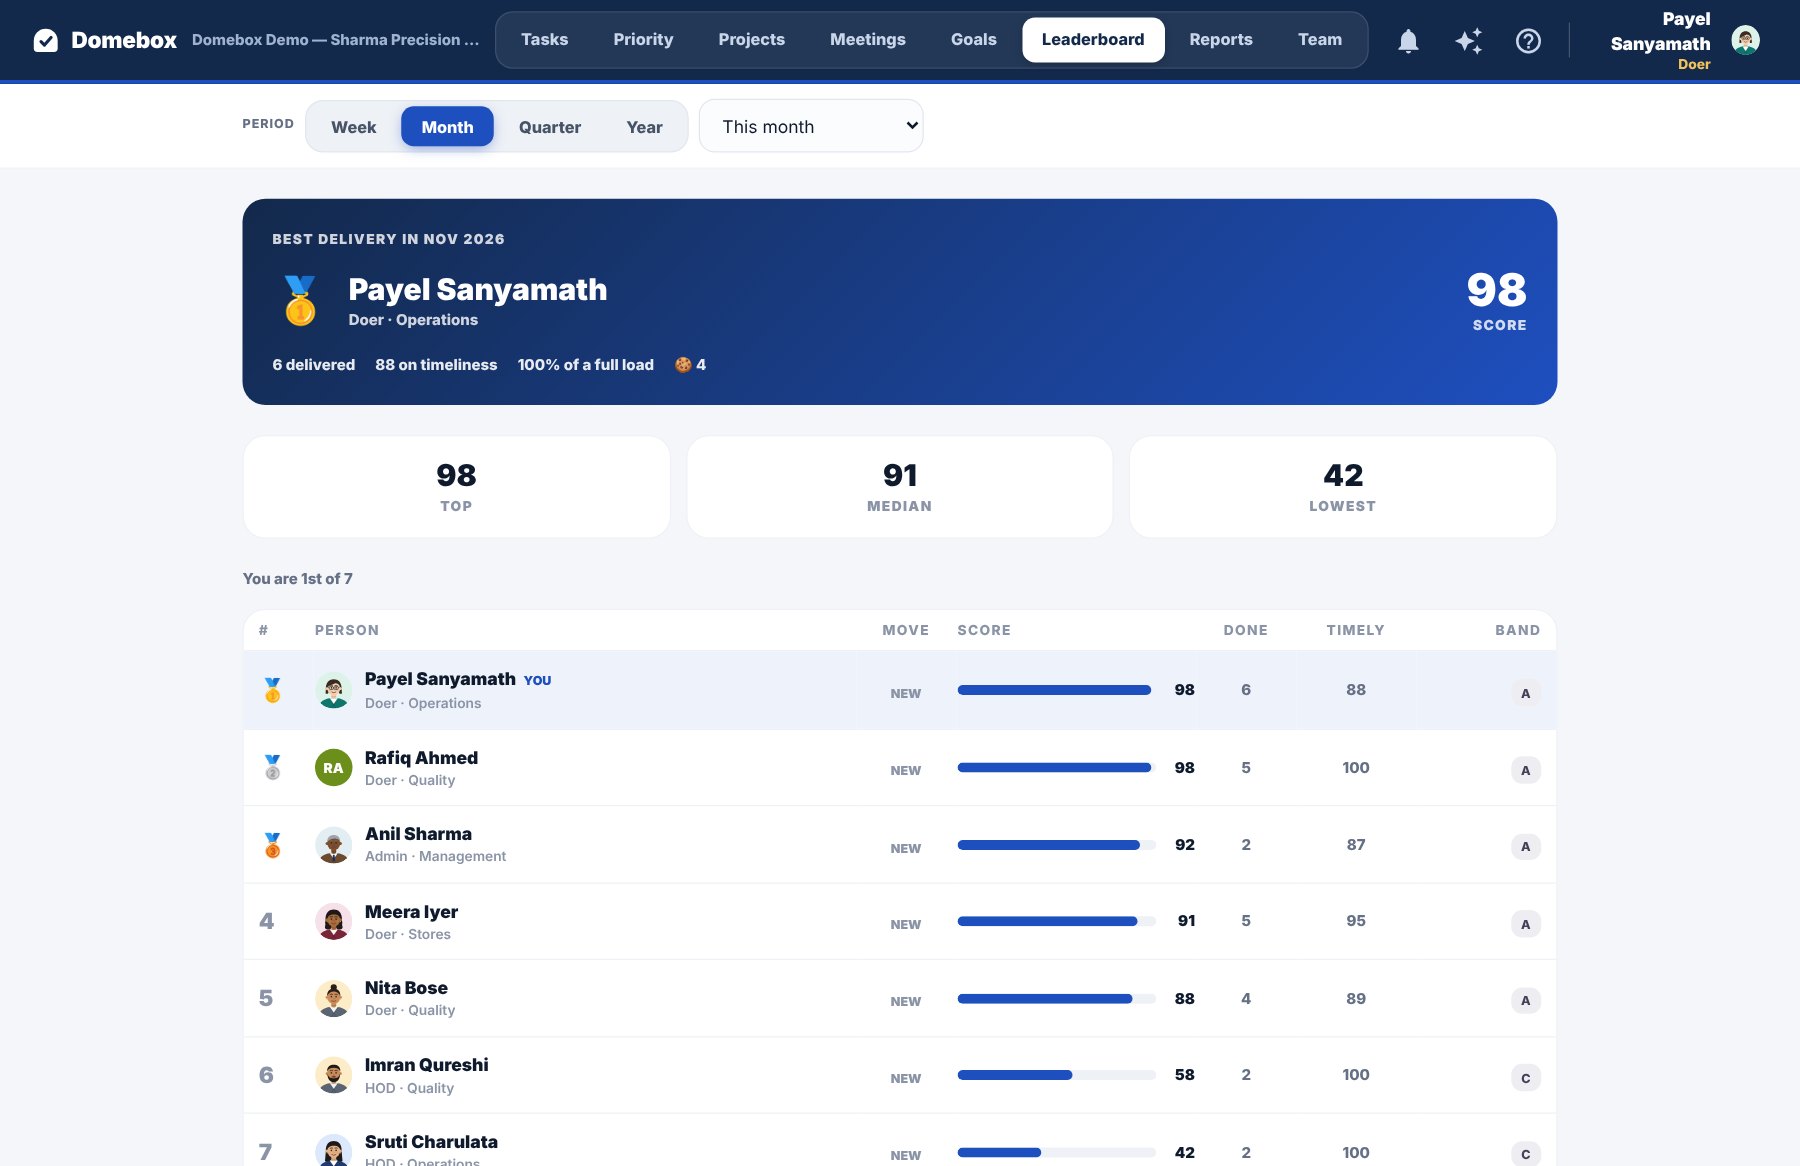 Domebox
Domebox Demo — Sharma Precision ...
Tasks
Priority
Projects
Meetings
Goals
Leaderboard
Reports
Team
Payel
Sanyamath
Doer
PERIOD
Week
Month
Quarter
Year
This month
BEST DELIVERY IN NOV 2026
Payel Sanyamath
Doer · Operations
98
SCORE
6 delivered 88 on timeliness 100% of a full load 🍪 4
98
TOP
91
MEDIAN
42
LOWEST
You are 1st of 7
# PERSON MOVE SCORE DONE TIMELY BAND
1 Payel Sanyamath YOU NEW 98 6 88 A
Doer · Operations
2 RA Rafiq Ahmed NEW 98 5 100 A
Doer · Quality
3 Anil Sharma NEW 92 2 87 A
Admin · Management
4 Meera Iyer NEW 91 5 95 A
Doer · Stores
5 Nita Bose NEW 88 4 89 A
Doer · Quality
6 Imran Qureshi NEW 58 2 100 C
HOD · Quality
7 Sruti Charulata NEW 42 2 100 C
HOD · Operations